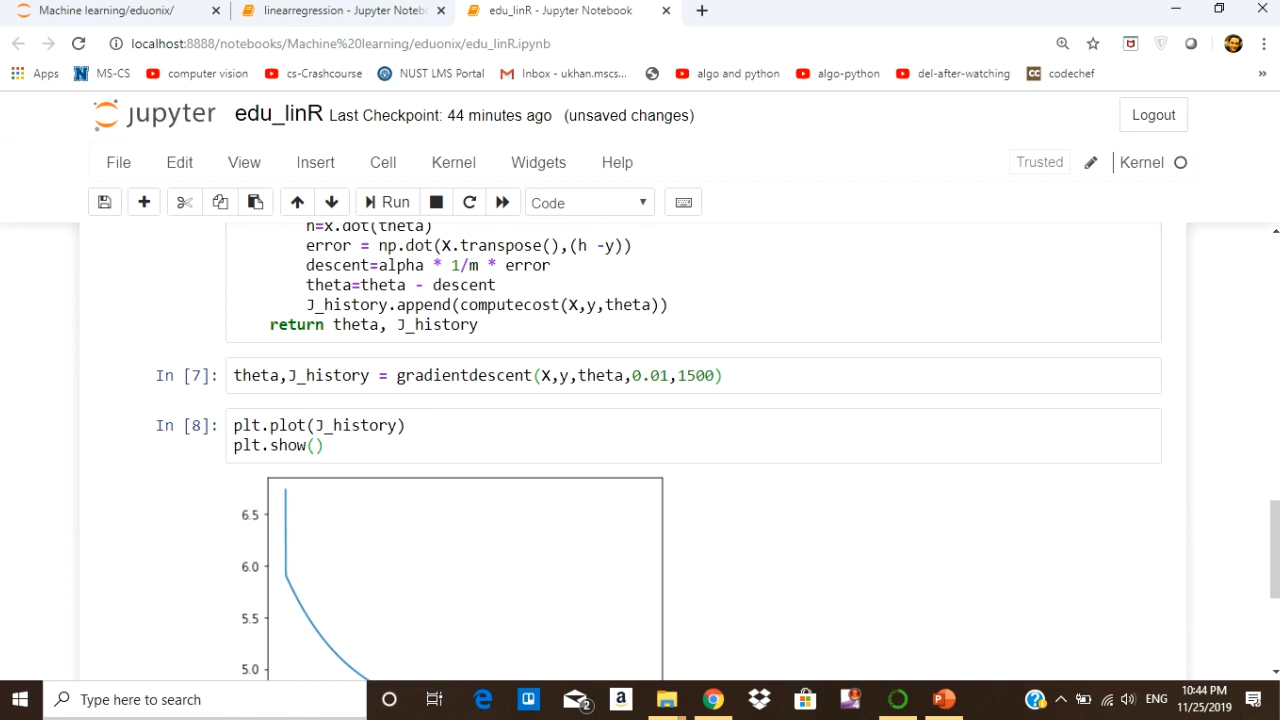 Machine learning/eduonix/
linearregression - Jupyter Noteb
edu_linR - Jupyter Notebook
localhost:8888/notebooks/Machine%20learning/eduonix/edu_linR.ipynb
Apps MS-CS computer vision cs-Crashcourse NUST LMS Portal Inbox - ukhan.mscs... algo and python algo-python del-after-watching codechef
jupyter edu_linR Last Checkpoint: 44 minutes ago (unsaved changes) Logout
File Edit View Insert Cell Kernel Widgets Help Trusted Kernel
Run Code
h=x.dot(theta)
error = np.dot(X.transpose(),(h -y))
descent=alpha * 1/m * error
theta=theta - descent
J_history.append(computecost(X,y,theta))
return theta, J_history
In [7]: theta,J_history = gradientdescent(X,y,theta,0.01,1500)
In [8]: plt.plot(J_history)
plt.show()
6.5
6.0
5.5
5.0
Type here to search
2
ENG
10:44 PM
11/25/2019